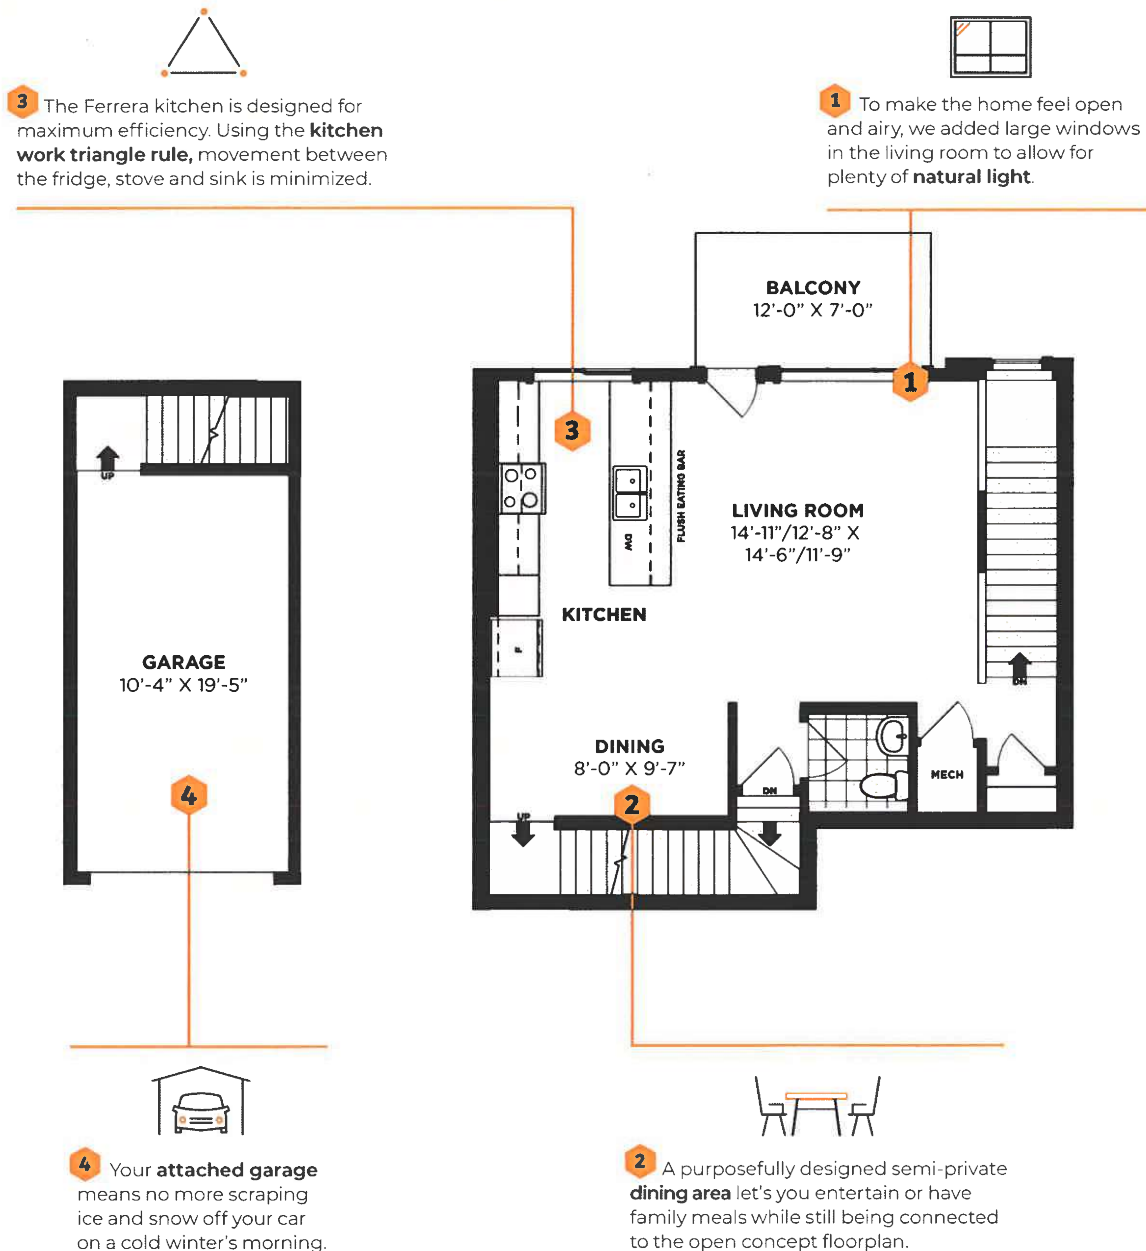 3 The Ferrera kitchen is designed for
maximum efficiency. Using the kitchen
work triangle rule, movement between
the fridge, stove and sink is minimized.
1 To make the home feel open
and airy, we added large windows
in the living room to allow for
plenty of natural light.
BALCONY
12'-0" X 7'-0"
1
3
UP
FLUSH EATING BAR
DW
LIVING ROOM
14'-11"/12'-8" X
14'-6"/11'-9"
KITCHEN
F
GARAGE
10'-4" X 19'-5"
DN
DINING
8'-0" X 9'-7"
MECH
4
2
DN
UP
4 Your attached garage
means no more scraping
ice and snow off your car
on a cold winter's morning.
2 A purposefully designed semi-private
dining area let's you entertain or have
family meals while still being connected
to the open concept floorplan.